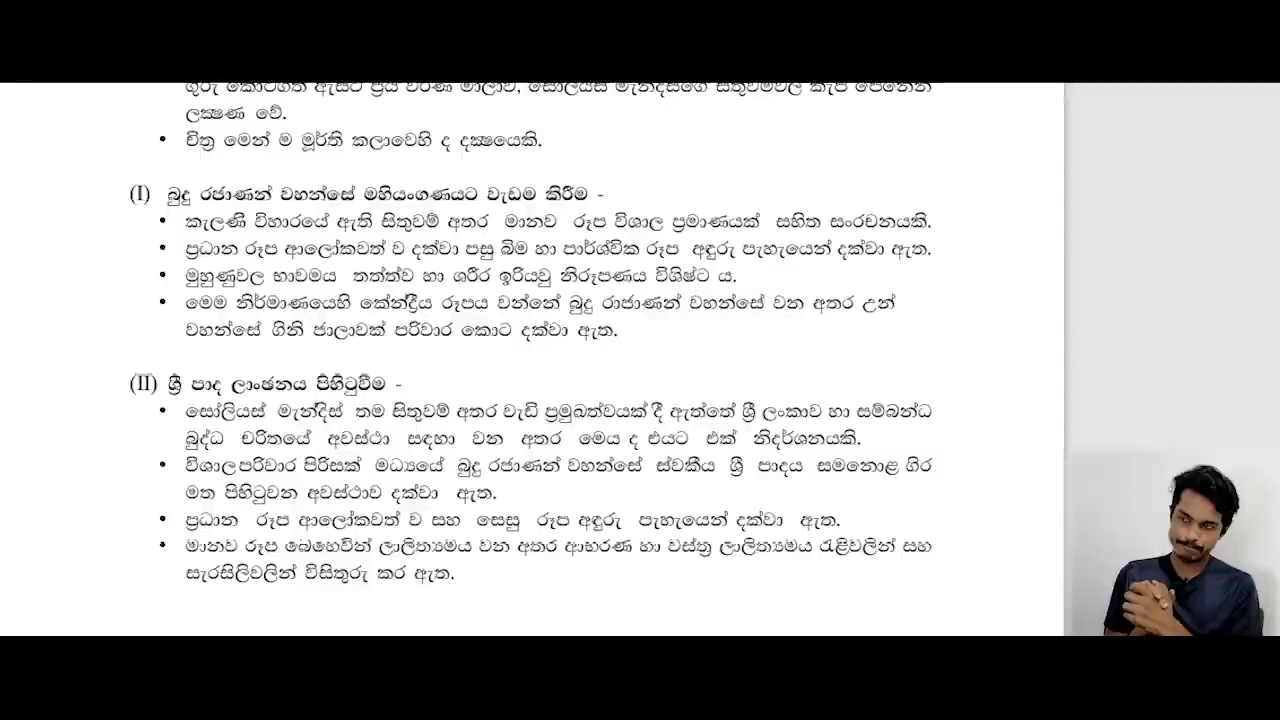 ගුරු කොටගත් ඇසට ප්‍රිය වර්ණ මාලාව, සෝලියස් මැන්දිස්ගේ සිතුවම්වල කැපී පෙනෙන
ලක්‍ෂණ වේ.
• චිත්‍ර මෙන් ම මූර්ති කලාවෙහි ද දක්‍ෂයෙකි.
(I) බුදු රජාණන් වහන්සේ මහියංගණයට වැඩම කිරීම -
• කැලණි විහාරයේ ඇති සිතුවම් අතර මානව රූප විශාල ප්‍රමාණයක් සහිත සංරචනයකි.
• ප්‍රධාන රූප ආලෝකවත් ව දක්වා පසු බිම හා පාර්ශ්වික රූප අඳුරු පැහැයෙන් දක්වා ඇත.
• මුහුණුවල භාවමය තත්ත්ව හා ශරීර ඉරියවු නිරූපණය විශිෂ්ට ය.
• මෙම නිර්මාණයෙහි කේන්ද්‍රීය රූපය වන්නේ බුදු රාජාණන් වහන්සේ වන අතර උන්
වහන්සේ ගිනි ජාලාවක් පරිවාර කොට දක්වා ඇත.
(II) ශ්‍රී පාද ලාංඡනය පිහිටුවීම -
• සෝලියස් මැන්දිස් තම සිතුවම් අතර වැඩි ප්‍රමුඛත්වයක් දී ඇත්තේ ශ්‍රී ලංකාව හා සම්බන්ධ
බුද්ධ චරිතයේ අවස්ථා සඳහා වන අතර මෙය ද එයට එක් නිදර්ශනයකි.
• විශාල පරිවාර පිරිසක් මධ්‍යයේ බුදු රජාණන් වහන්සේ ස්වකීය ශ්‍රී පාදය සමනොළ ගිර
මත පිහිටුවන අවස්ථාව දක්වා ඇත.
• ප්‍රධාන රූප ආලෝකවත් ව සහ සෙසු රූප අඳුරු පැහැයෙන් දක්වා ඇත.
• මානව රූප බෙහෙවින් ලාලිත්‍යමය වන අතර ආභරණ හා වස්ත්‍ර ලාලිත්‍යමය රැළිවලින් සහ
සැරසිලිවලින් විසිතුරු කර ඇත.